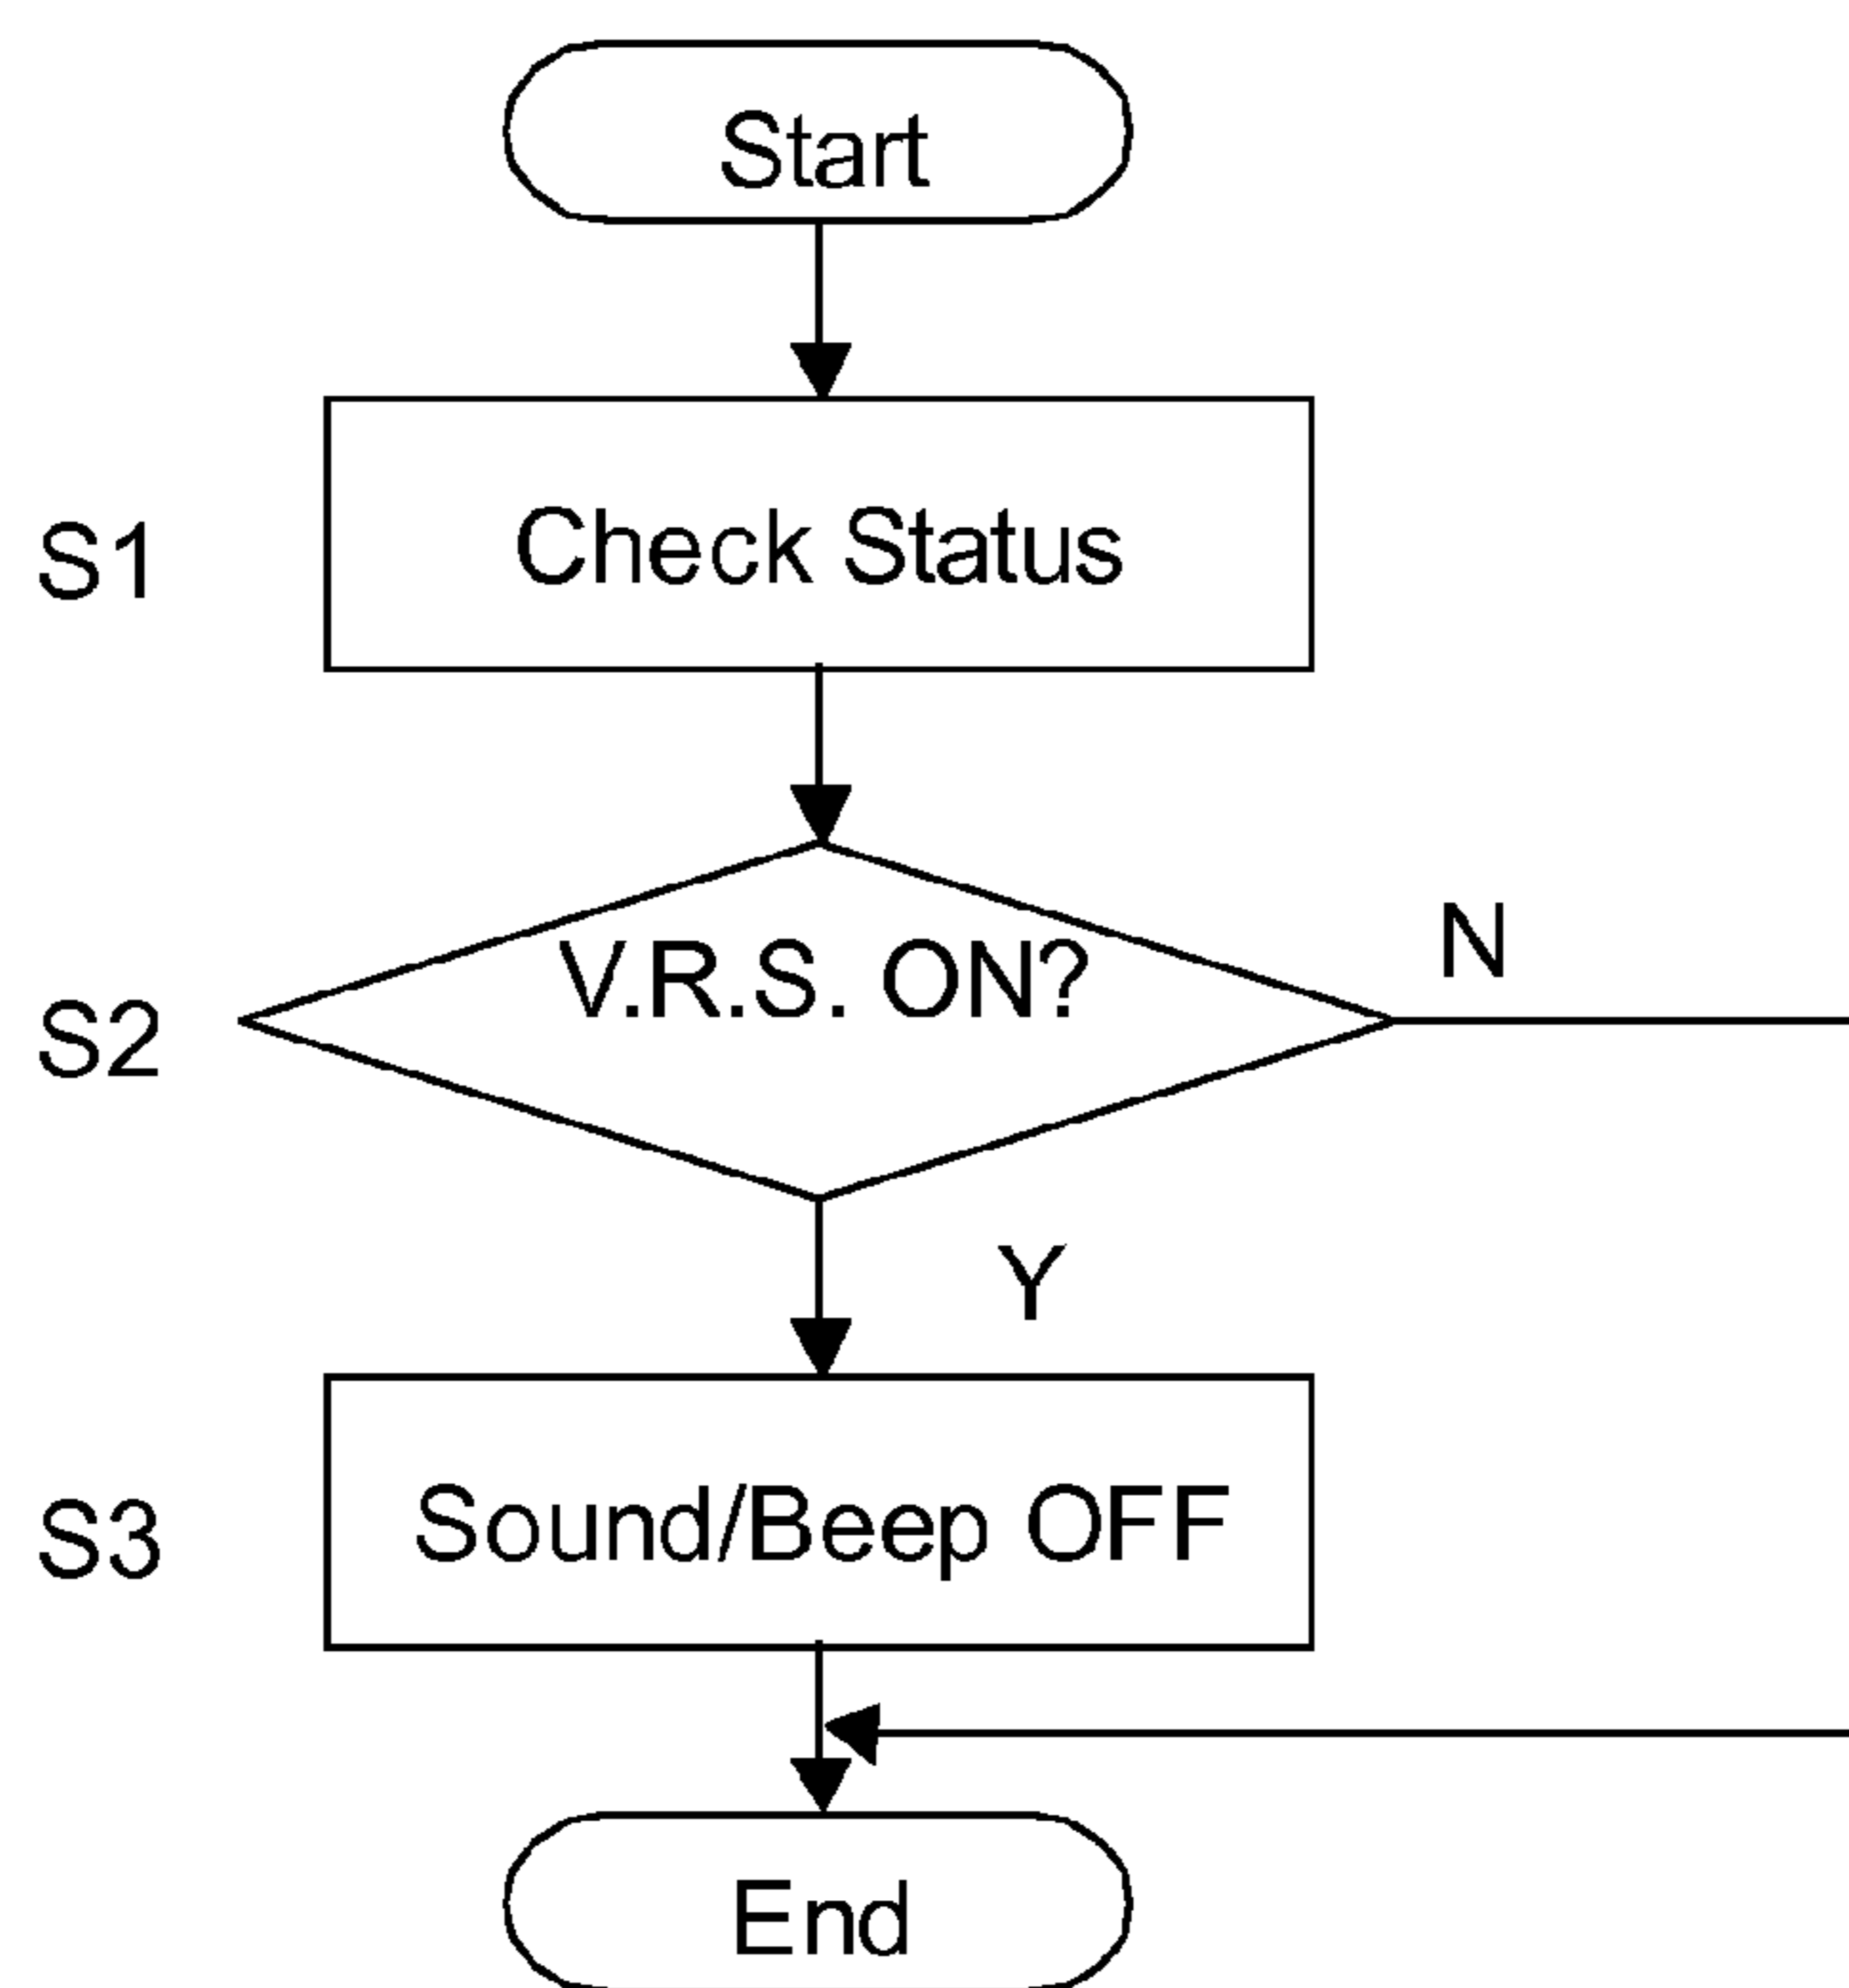 Start
S1
Check Status
S2
V.R.S. ON?
N
Y
S3
Sound/Beep OFF
End